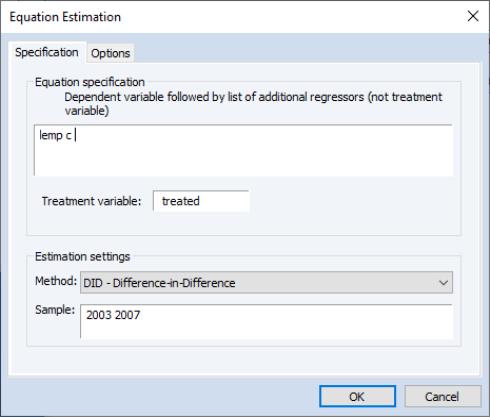 Equation Estimation
Specification
Options
Equation specification
Dependent variable followed by list of additional regressors (not treatment
variable)
lemp c
Treatment variable:
treated
Estimation settings
Method:
DID - Difference-in-Difference
Sample:
2003 2007
OK
Cancel